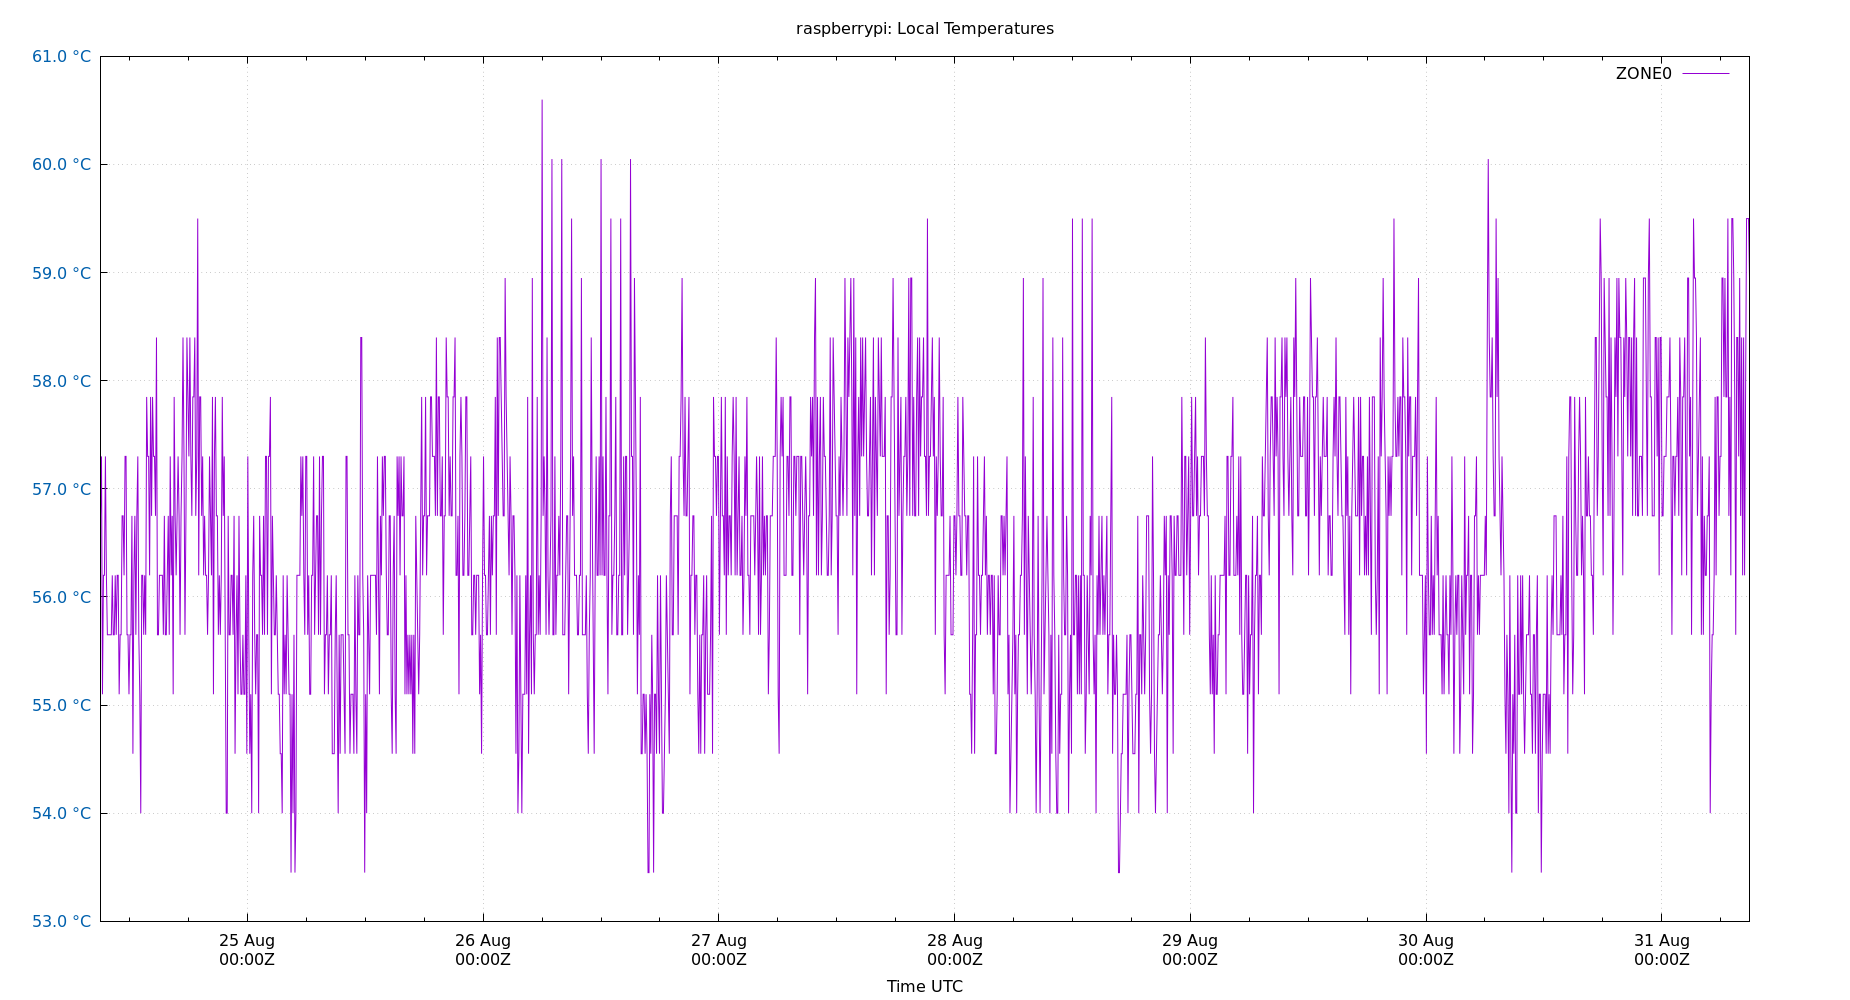 raspberrypi: Local Temperatures
ZONE0
61.0 °C
60.0 °C
59.0 °C
58.0 °C
57.0 °C
56.0 °C
55.0 °C
54.0 °C
53.0 °C
25 Aug
00:00Z
26 Aug
00:00Z
27 Aug
00:00Z
28 Aug
00:00Z
29 Aug
00:00Z
30 Aug
00:00Z
31 Aug
00:00Z
Time UTC